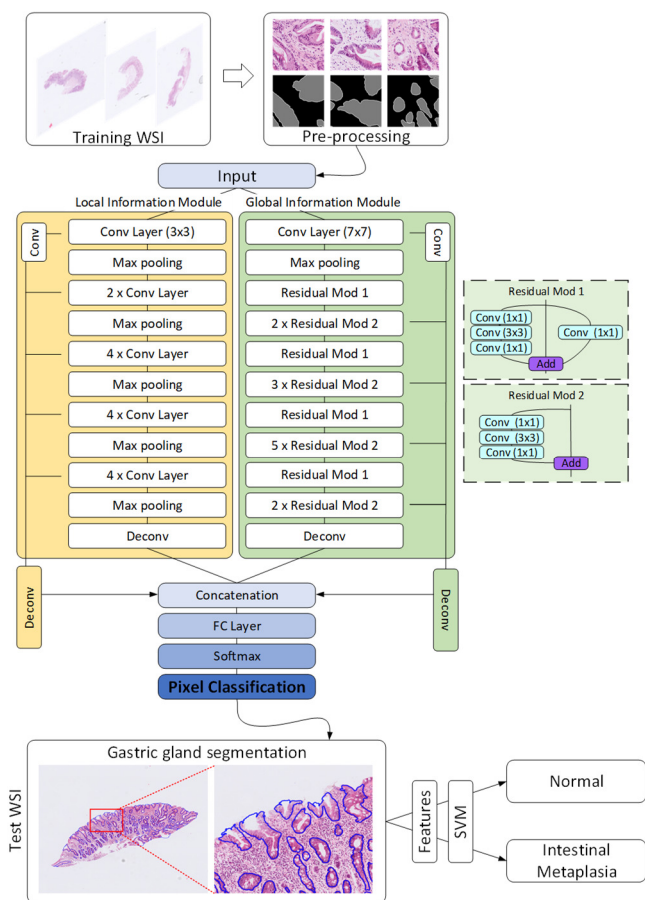 Training WSI
Pre-processing
Input
Local Information Module
Global Information Module
Conv
Conv Layer (3x3)
Max pooling
2 x Conv Layer
Max pooling
4 x Conv Layer
Max pooling
4 x Conv Layer
Max pooling
4 x Conv Layer
Max pooling
Deconv
Deconv
Conv Layer (7x7)
Max pooling
Residual Mod 1
2 x Residual Mod 2
Residual Mod 1
3 x Residual Mod 2
Residual Mod 1
5 x Residual Mod 2
Residual Mod 1
2 x Residual Mod 2
Deconv
Conv
Deconv
Residual Mod 1
Conv (1x1)
Conv (3x3)
Conv (1x1)
Conv (1x1)
Add
Residual Mod 2
Conv (1x1)
Conv (3x3)
Conv (1x1)
Add
Concatenation
FC Layer
Softmax
Pixel Classification
Test WSI
Gastric gland segmentation
Features
SVM
Normal
Intestinal
Metaplasia